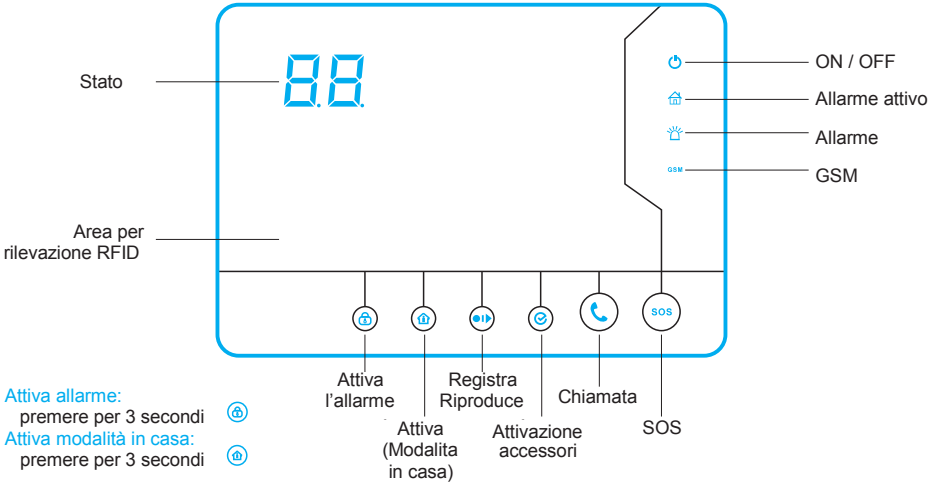 Stato
8.8.
ON / OFF
Allarme attivo
Allarme
GSM
GSM
Area per
rilevazione RFID
SOS
Attiva
l’allarme
Attiva
(Modalita
in casa)
Registra
Riproduce
Attivazione
accessori
Chiamata
SOS
Attiva allarme:
premere per 3 secondi
Attiva modalità in casa:
premere per 3 secondi